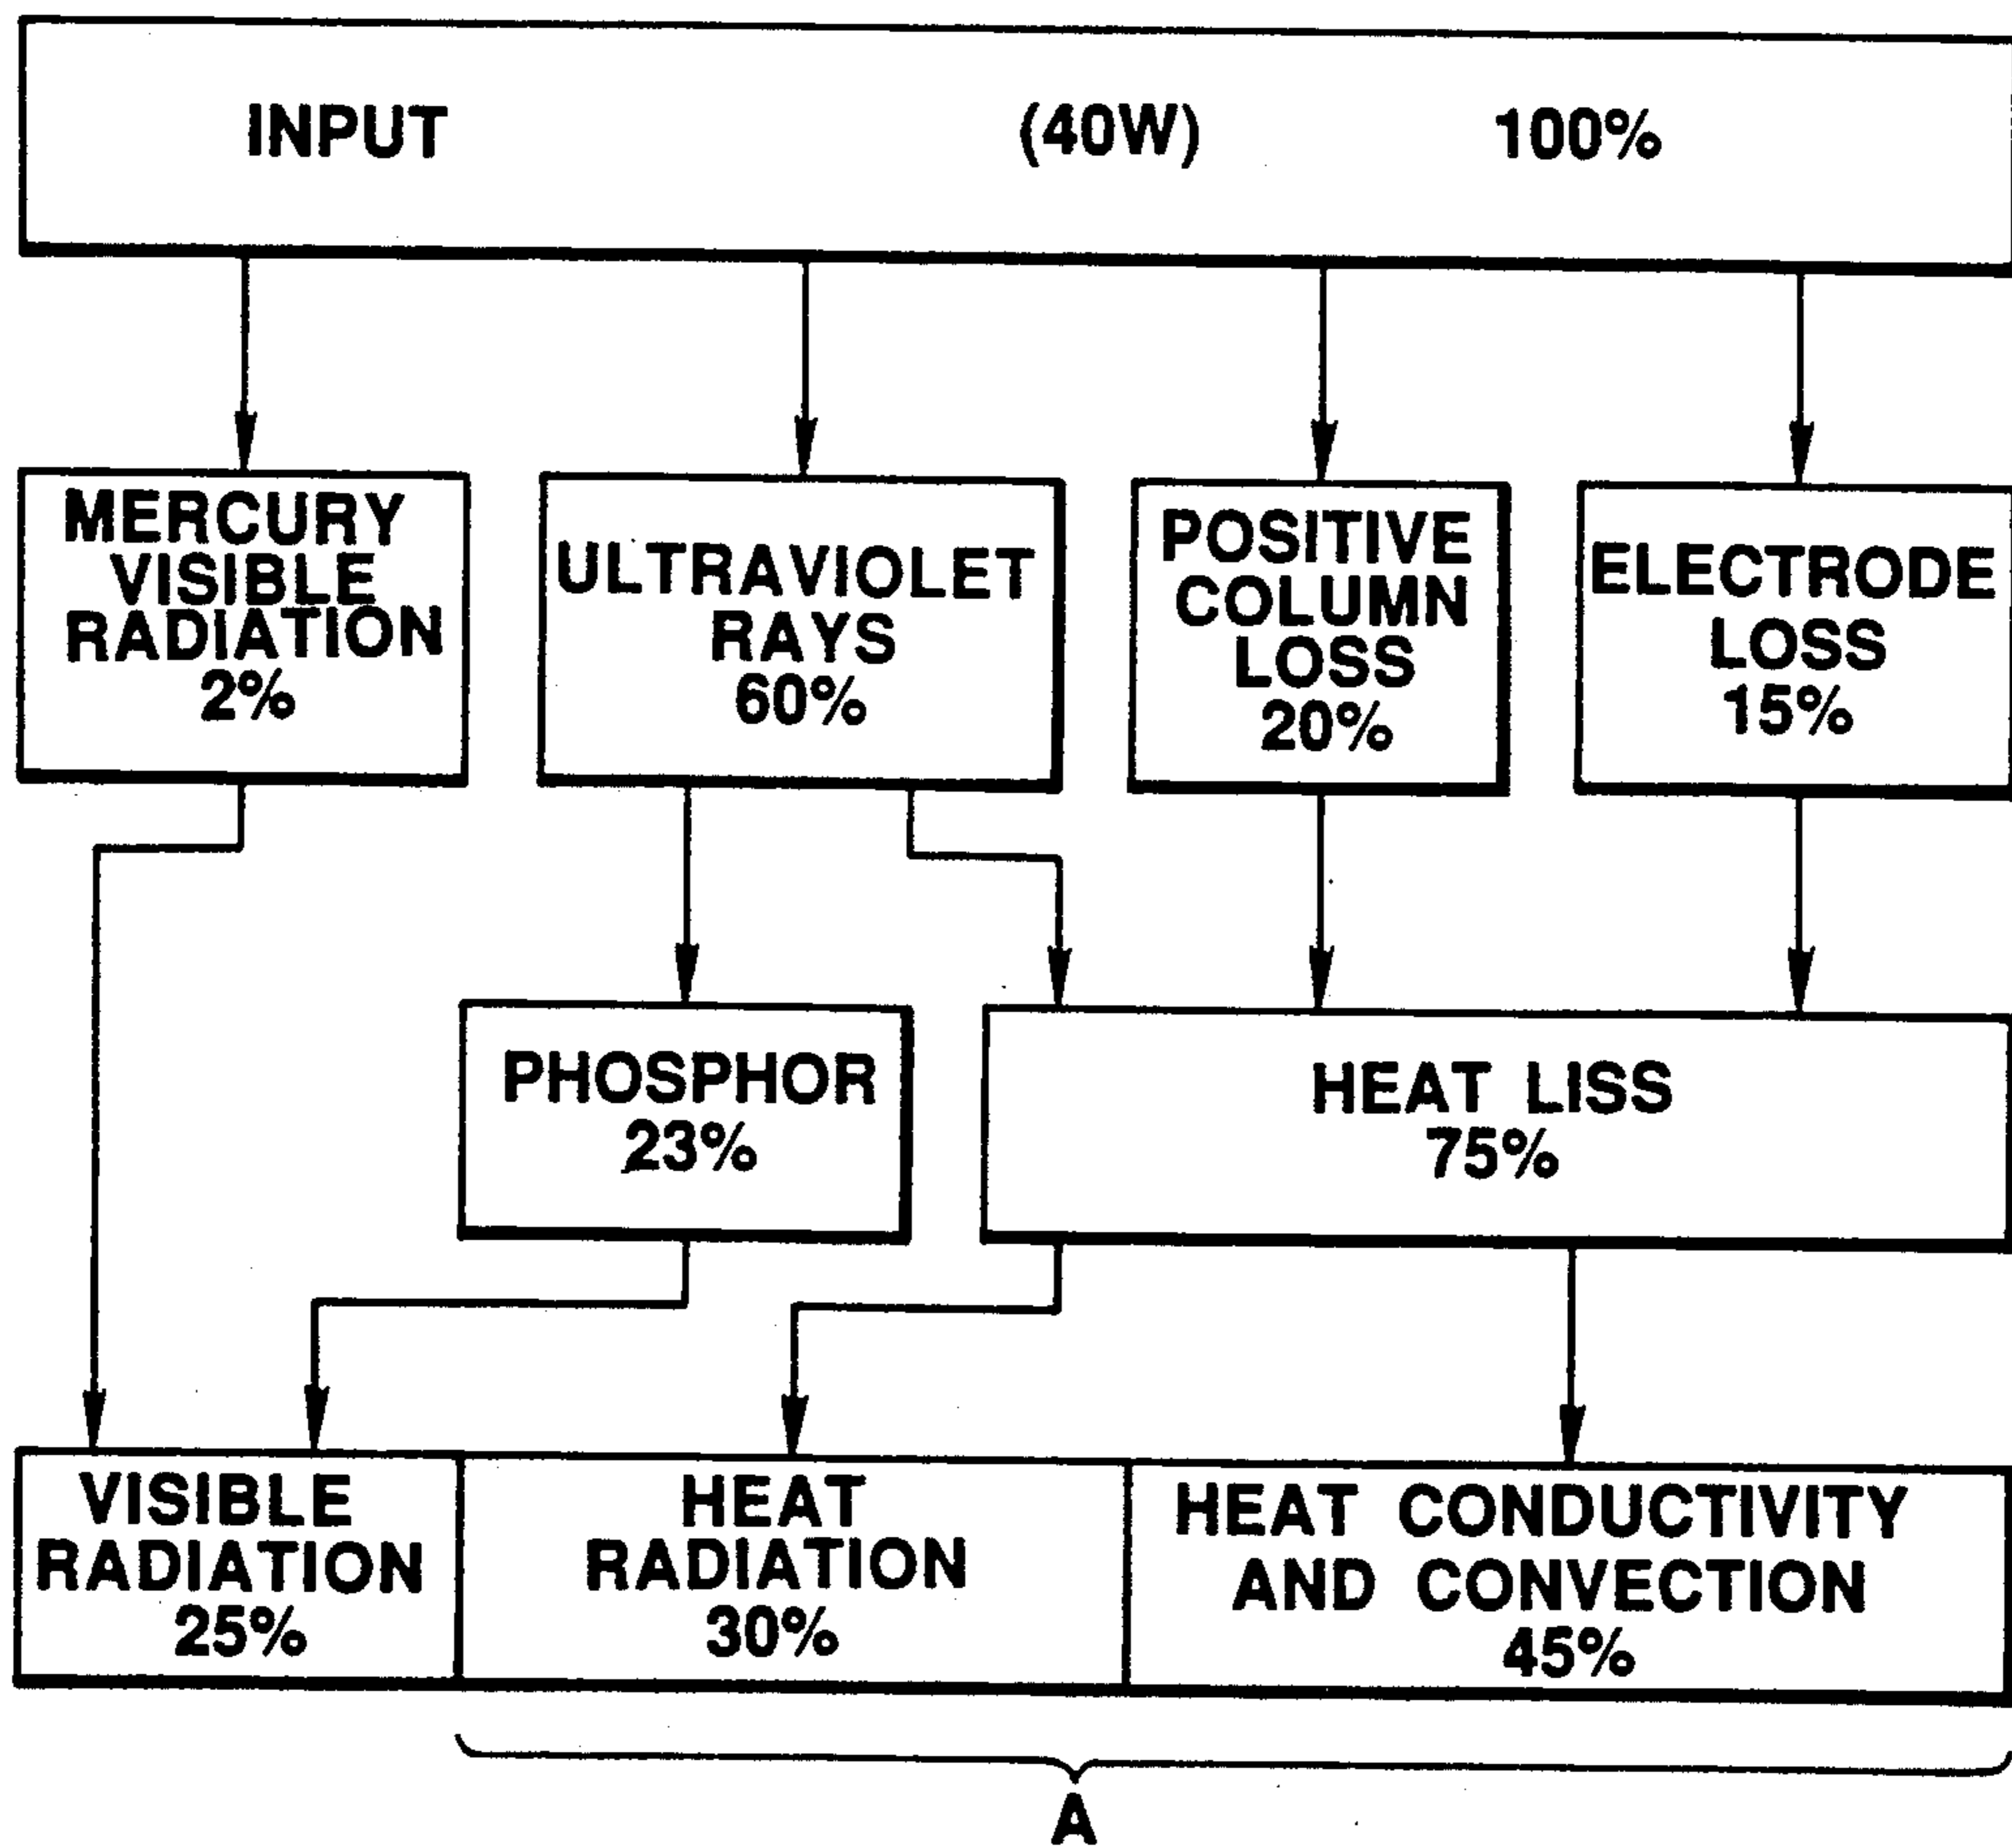 INPUT (40W) 100%
MERCURY
VISIBLE
RADIATION
2%
ULTRAVIOLET
RAYS
60%
POSITIVE
COLUMN
LOSS
20%
ELECTRODE
LOSS
15%
PHOSPHOR
23%
HEAT LISS
75%
VISIBLE
RADIATION
25%
HEAT
RADIATION
30%
HEAT CONDUCTIVITY
AND CONVECTION
45%
A